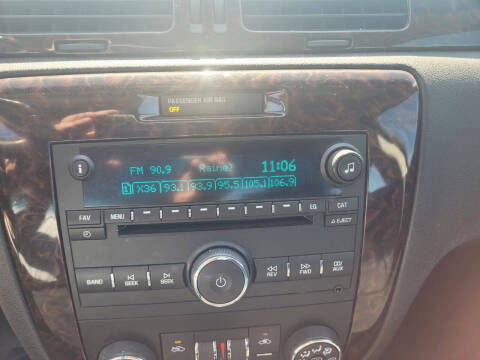 PASSENGER AIR BAG
OFF
FM 90.9 11:06
1 X36 93.1 93.9 95.5 105.1 106.9
i
FAV MENU EQ CAT
EJECT
BAND SEEK SEEK REV FWD CD/AUX